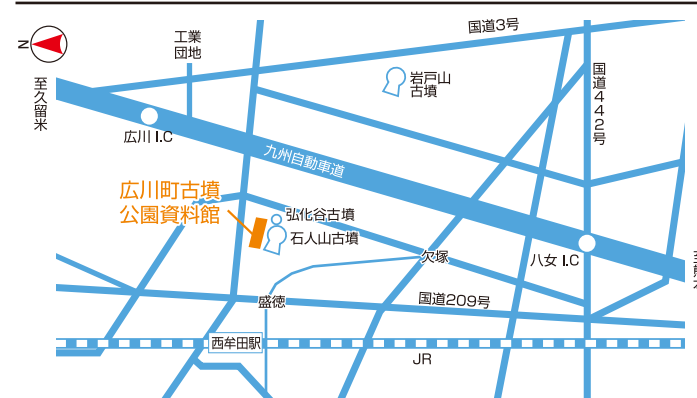 国道3号
工業
団地
N
岩戸山
古墳
至久留米
国道442号
広川 I.C
九州自動車道
広川町古墳
公園資料館
弘化谷古墳
石人山古墳
欠塚
八女 I.C
盛徳
国道209号
西牟田駅
JR